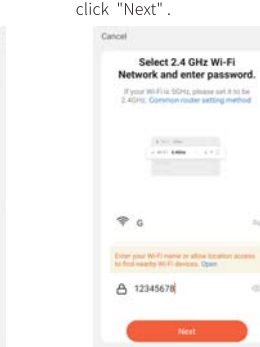 click "Next" .
Cancel
Select 2.4 GHz Wi-Fi
Network and enter password.
If your Wi-Fi is 5GHz, please set it to be
2.4GHz. Common router setting method
G
Enter your Wi-Fi name or allow location access
to find nearby Wi-Fi devices. Open
12345678
Next